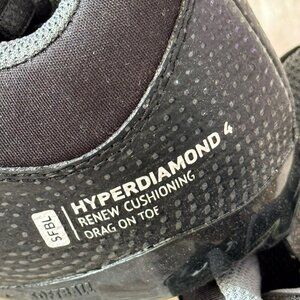 SFBL
HYPERDIAMOND 4
RENEW CUSHIONING
DRAG ON TOE